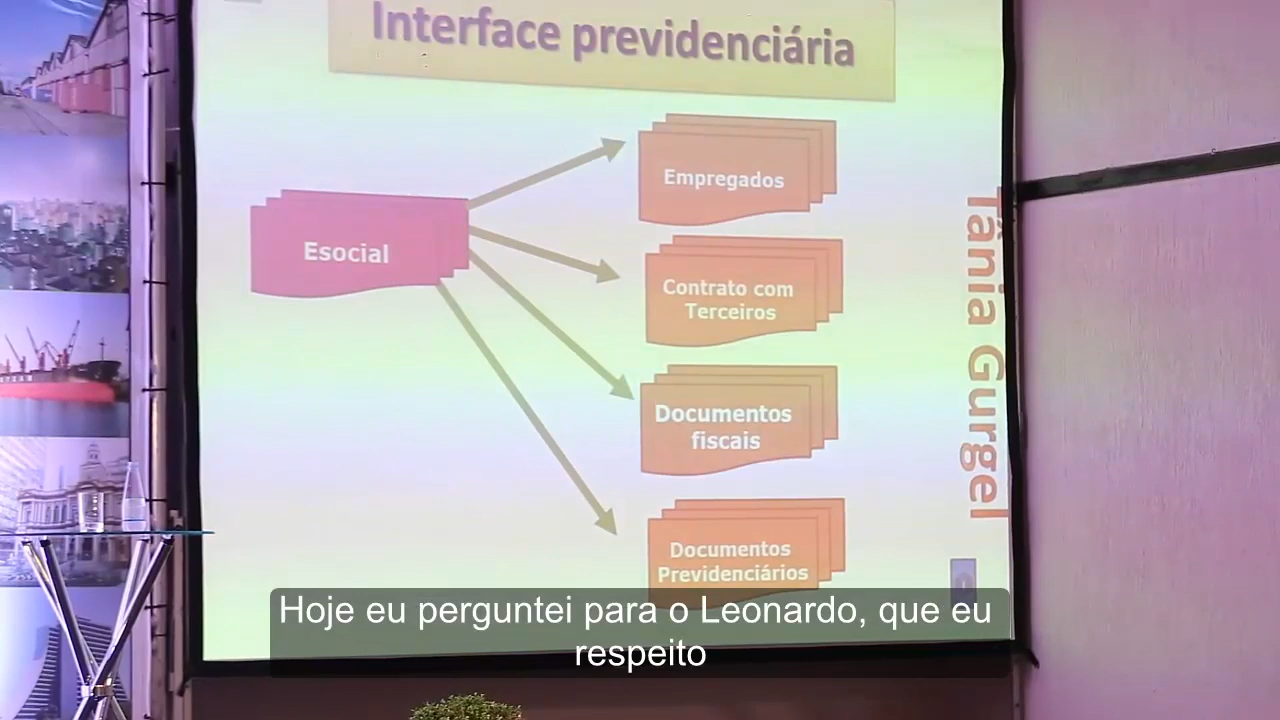 Interface previdenciária
Esocial
Empregados
Contrato com
Terceiros
Documentos
fiscais
Documentos
Previdenciários
Tânia Gurgel
Hoje eu perguntei para o Leonardo, que eu
respeito